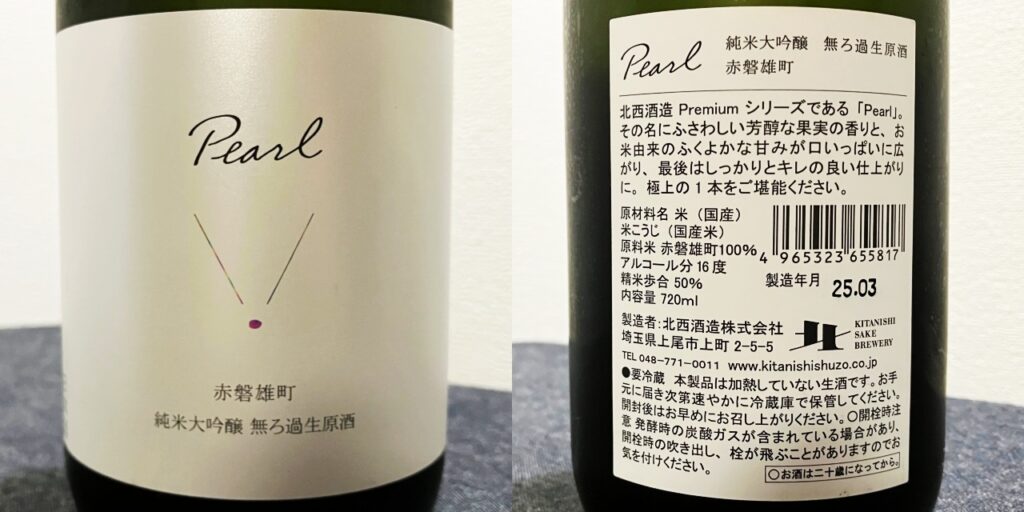 Pearl
赤磐雄町
純米大吟醸 無ろ過生原酒
Pearl
純米大吟醸 無ろ過生原酒
赤磐雄町
北西酒造 Premium シリーズである「Pearl」。
その名にふさわしい芳醇な果実の香りと、お
米由来のふくよかな甘みが口いっぱいに広
がり、最後はしっかりとキレの良い仕上がり
に。極上の1本をご堪能ください。
原材料名 米(国産)
米こうじ(国産米)
原料米 赤磐雄町100%
アルコール分16度
精米歩合 50%
内容量 720ml
4 965323 655817
製造年月 25.03
製造者:北西酒造株式会社
埼玉県上尾市上町 2-5-5
KITANISHI
SAKE
BREWERY
TEL 048-771-0011 www.kitanishishuzo.co.jp
●要冷蔵 本製品は加熱していない生酒です。お手
元に届き次第速やかに冷蔵庫で保管してください。
開封後はお早めにお召し上がりください。○開栓時注
意 発酵時の炭酸ガスが含まれている場合があり、
開栓時の吹き出し、栓が飛ぶことがありますのでお
気を付けください。
○お酒は二十歳になってから。